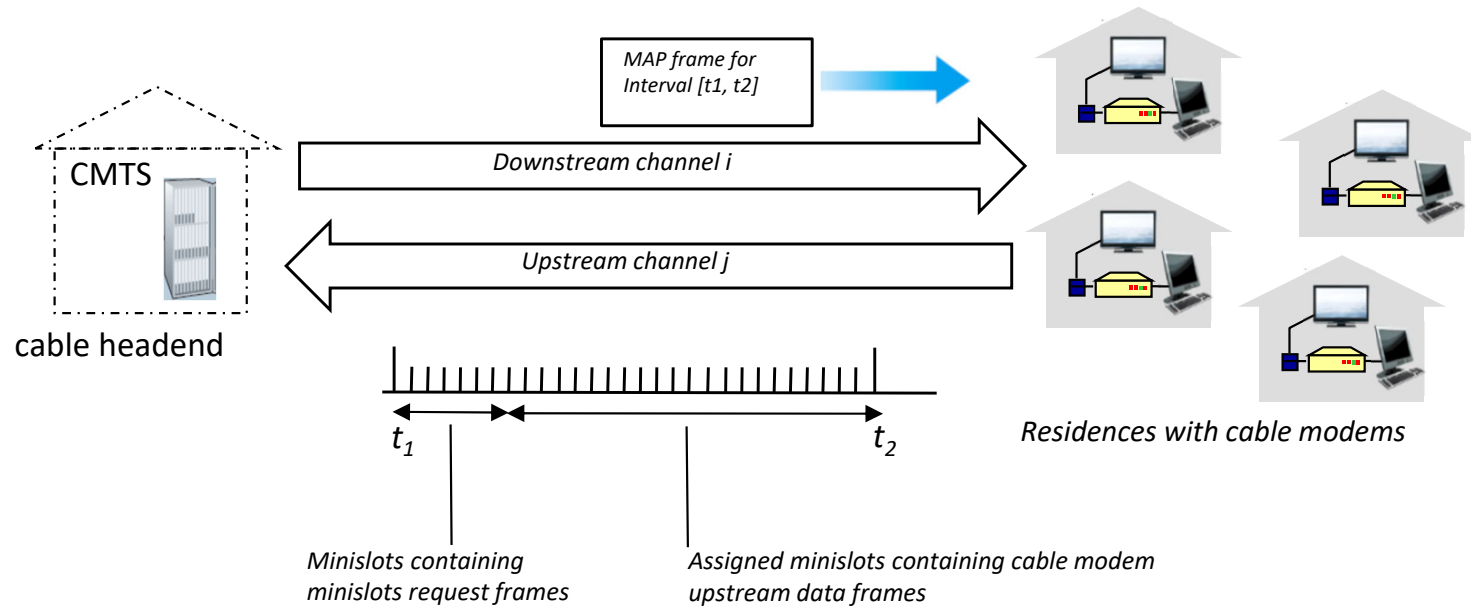 MAP frame for
Interval [t1, t2]
Downstream channel i
CMTS
Upstream channel j
cable headend
t1
t2
Residences with cable modems
Minislots containing
minislots request frames
Assigned minislots containing cable modem
upstream data frames